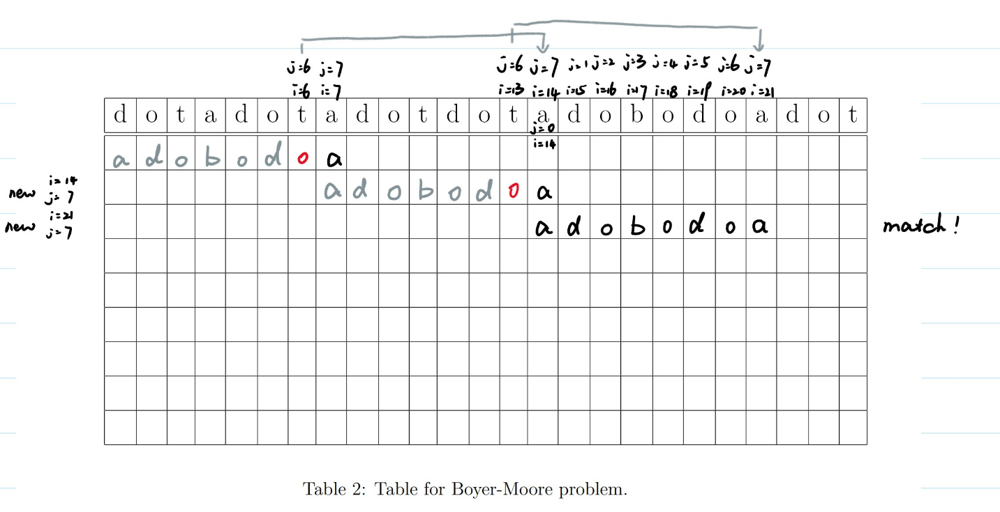 j=6 j=7 j=6 j=7 j=1 j=2 j=3 j=4 j=5 j=6 j=7
i=6 i=7 i=13 i=14 i=15 i=16 i=17 i=18 i=19 i=20 i=21
d o t a d o t a d o t d o t a d o b o d o a d o t
j=0
i=14
a d o b o d o a
i=14
new j=7
a d o b o d o a
i=21
new j=7
a d o b o d o a match!
Table 2: Table for Boyer-Moore problem.